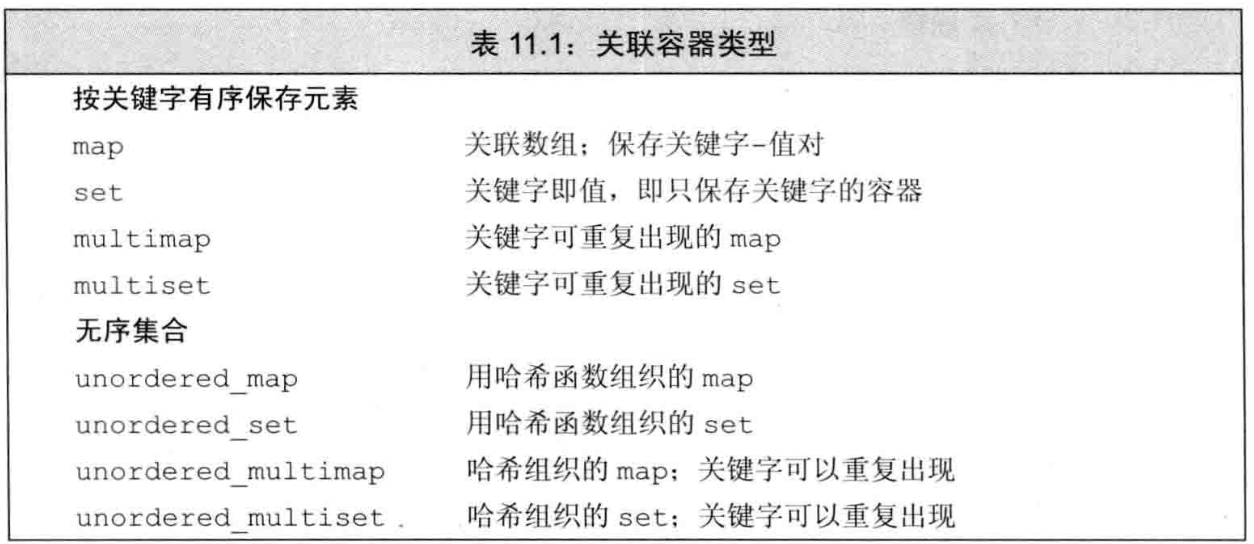 表 11.1：关联容器类型
按关键字有序保存元素
map 关联数组；保存关键字-值对
set 关键字即值，即只保存关键字的容器
multimap 关键字可重复出现的 map
multiset 关键字可重复出现的 set
无序集合
unordered_map 用哈希函数组织的 map
unordered_set 用哈希函数组织的 set
unordered_multimap 哈希组织的 map；关键字可以重复出现
unordered_multiset 哈希组织的 set；关键字可以重复出现